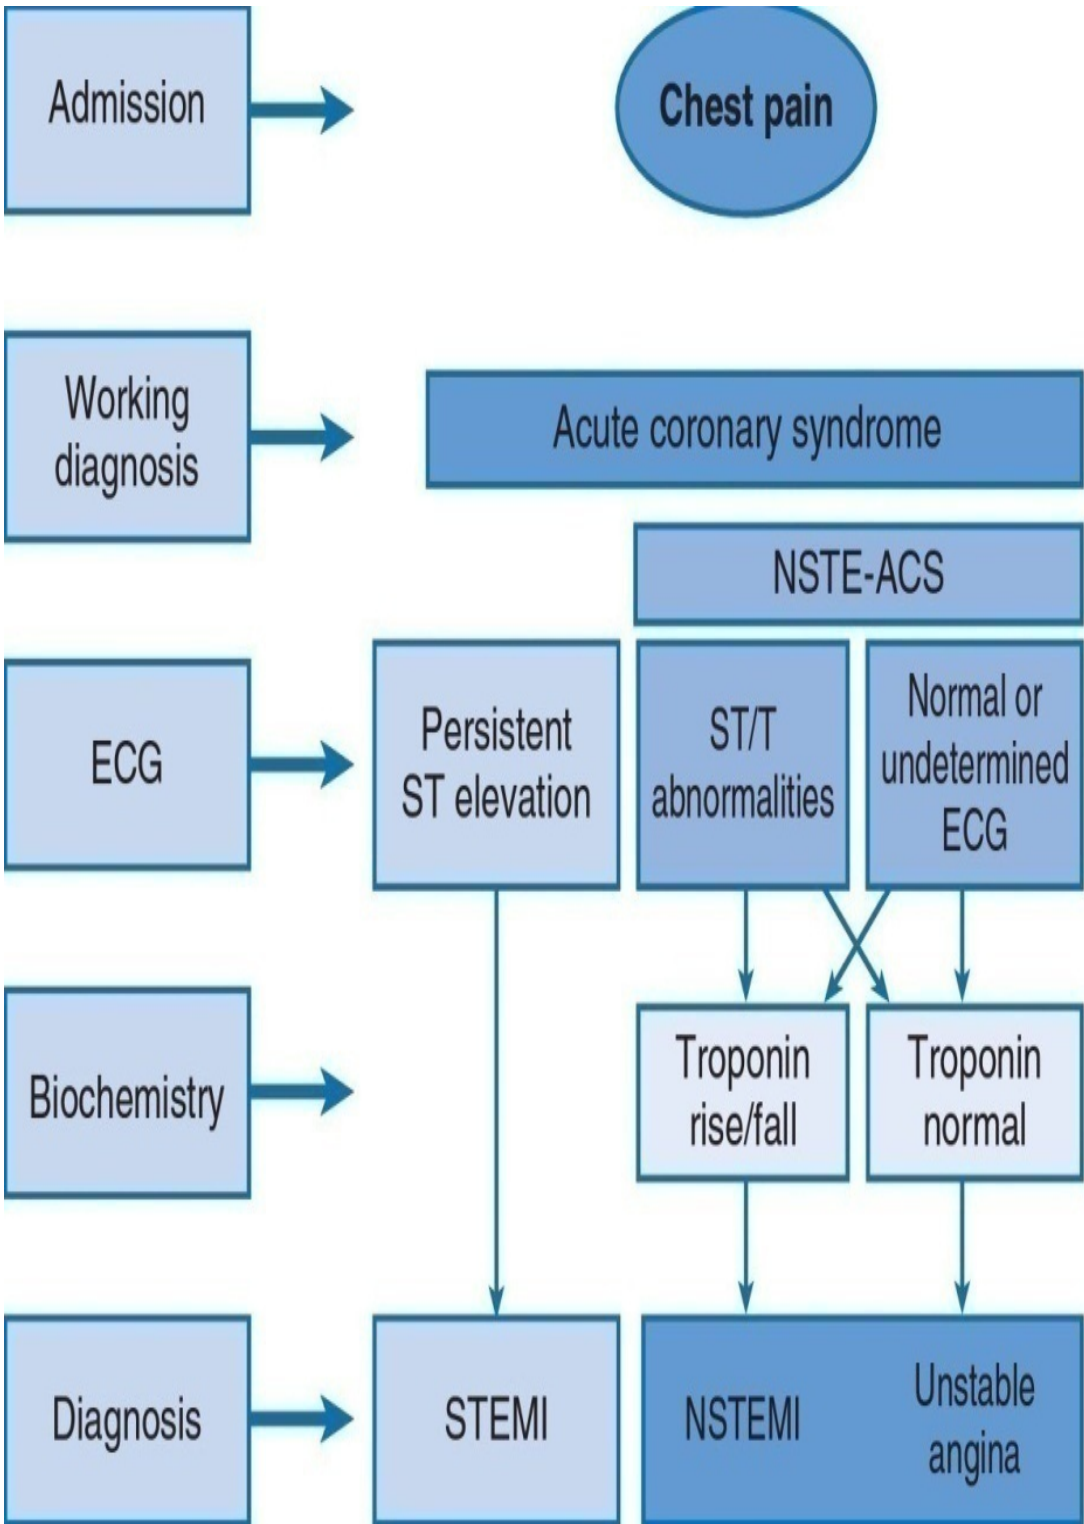 Admission
Chest pain
Working
diagnosis
Acute coronary syndrome
NSTE-ACS
ECG
Persistent
ST elevation
ST/T
abnormalities
Normal or
undetermined
ECG
Biochemistry
Troponin
rise/fall
Troponin
normal
Diagnosis
STEMI
NSTEMI
Unstable
angina